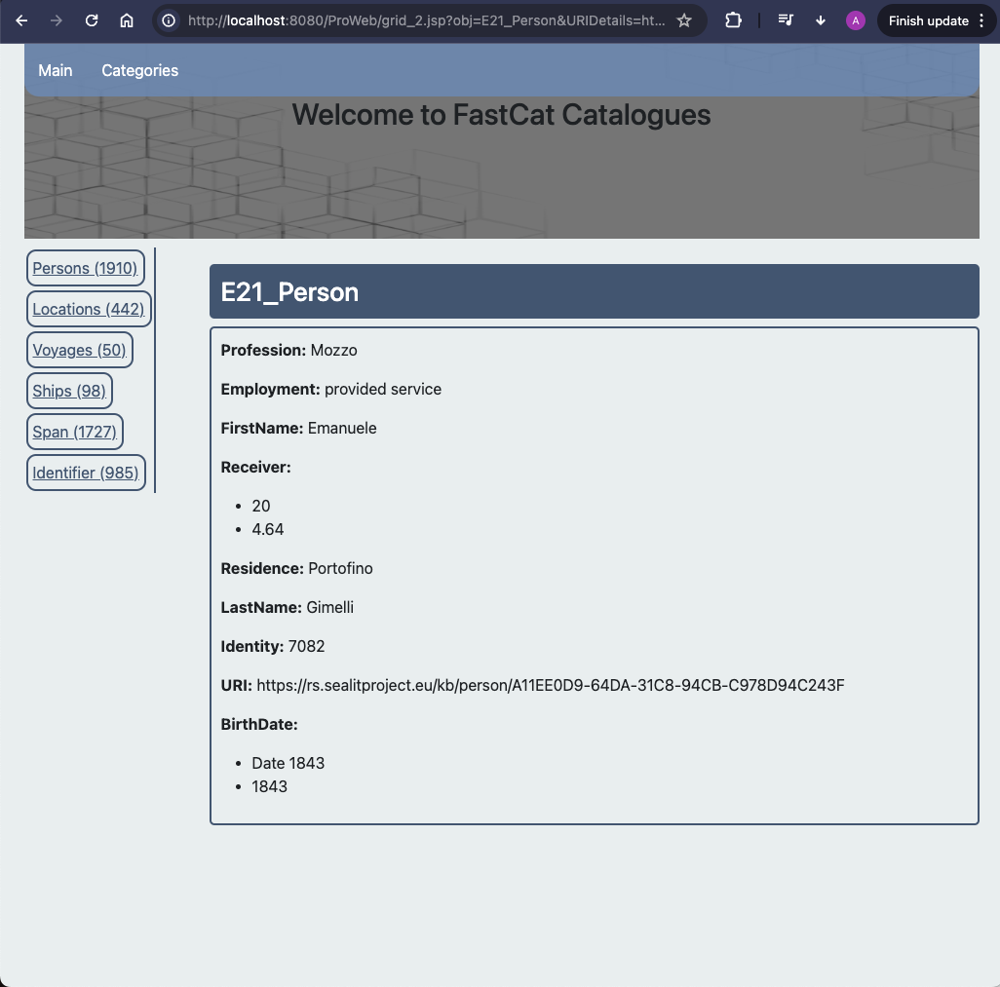 http://localhost:8080/ProWeb/grid_2.jsp?obj=E21_Person&URIDetails=ht...
A
Finish update
Main
Categories
Welcome to FastCat Catalogues
Persons (1910)
Locations (442)
Voyages (50)
Ships (98)
Span (1727)
Identifier (985)
E21_Person
Profession: Mozzo
Employment: provided service
FirstName: Emanuele
Receiver:
• 20
• 4.64
Residence: Portofino
LastName: Gimelli
Identity: 7082
URI: https://rs.sealitproject.eu/kb/person/A11EE0D9-64DA-31C8-94CB-C978D94C243F
BirthDate:
• Date 1843
• 1843